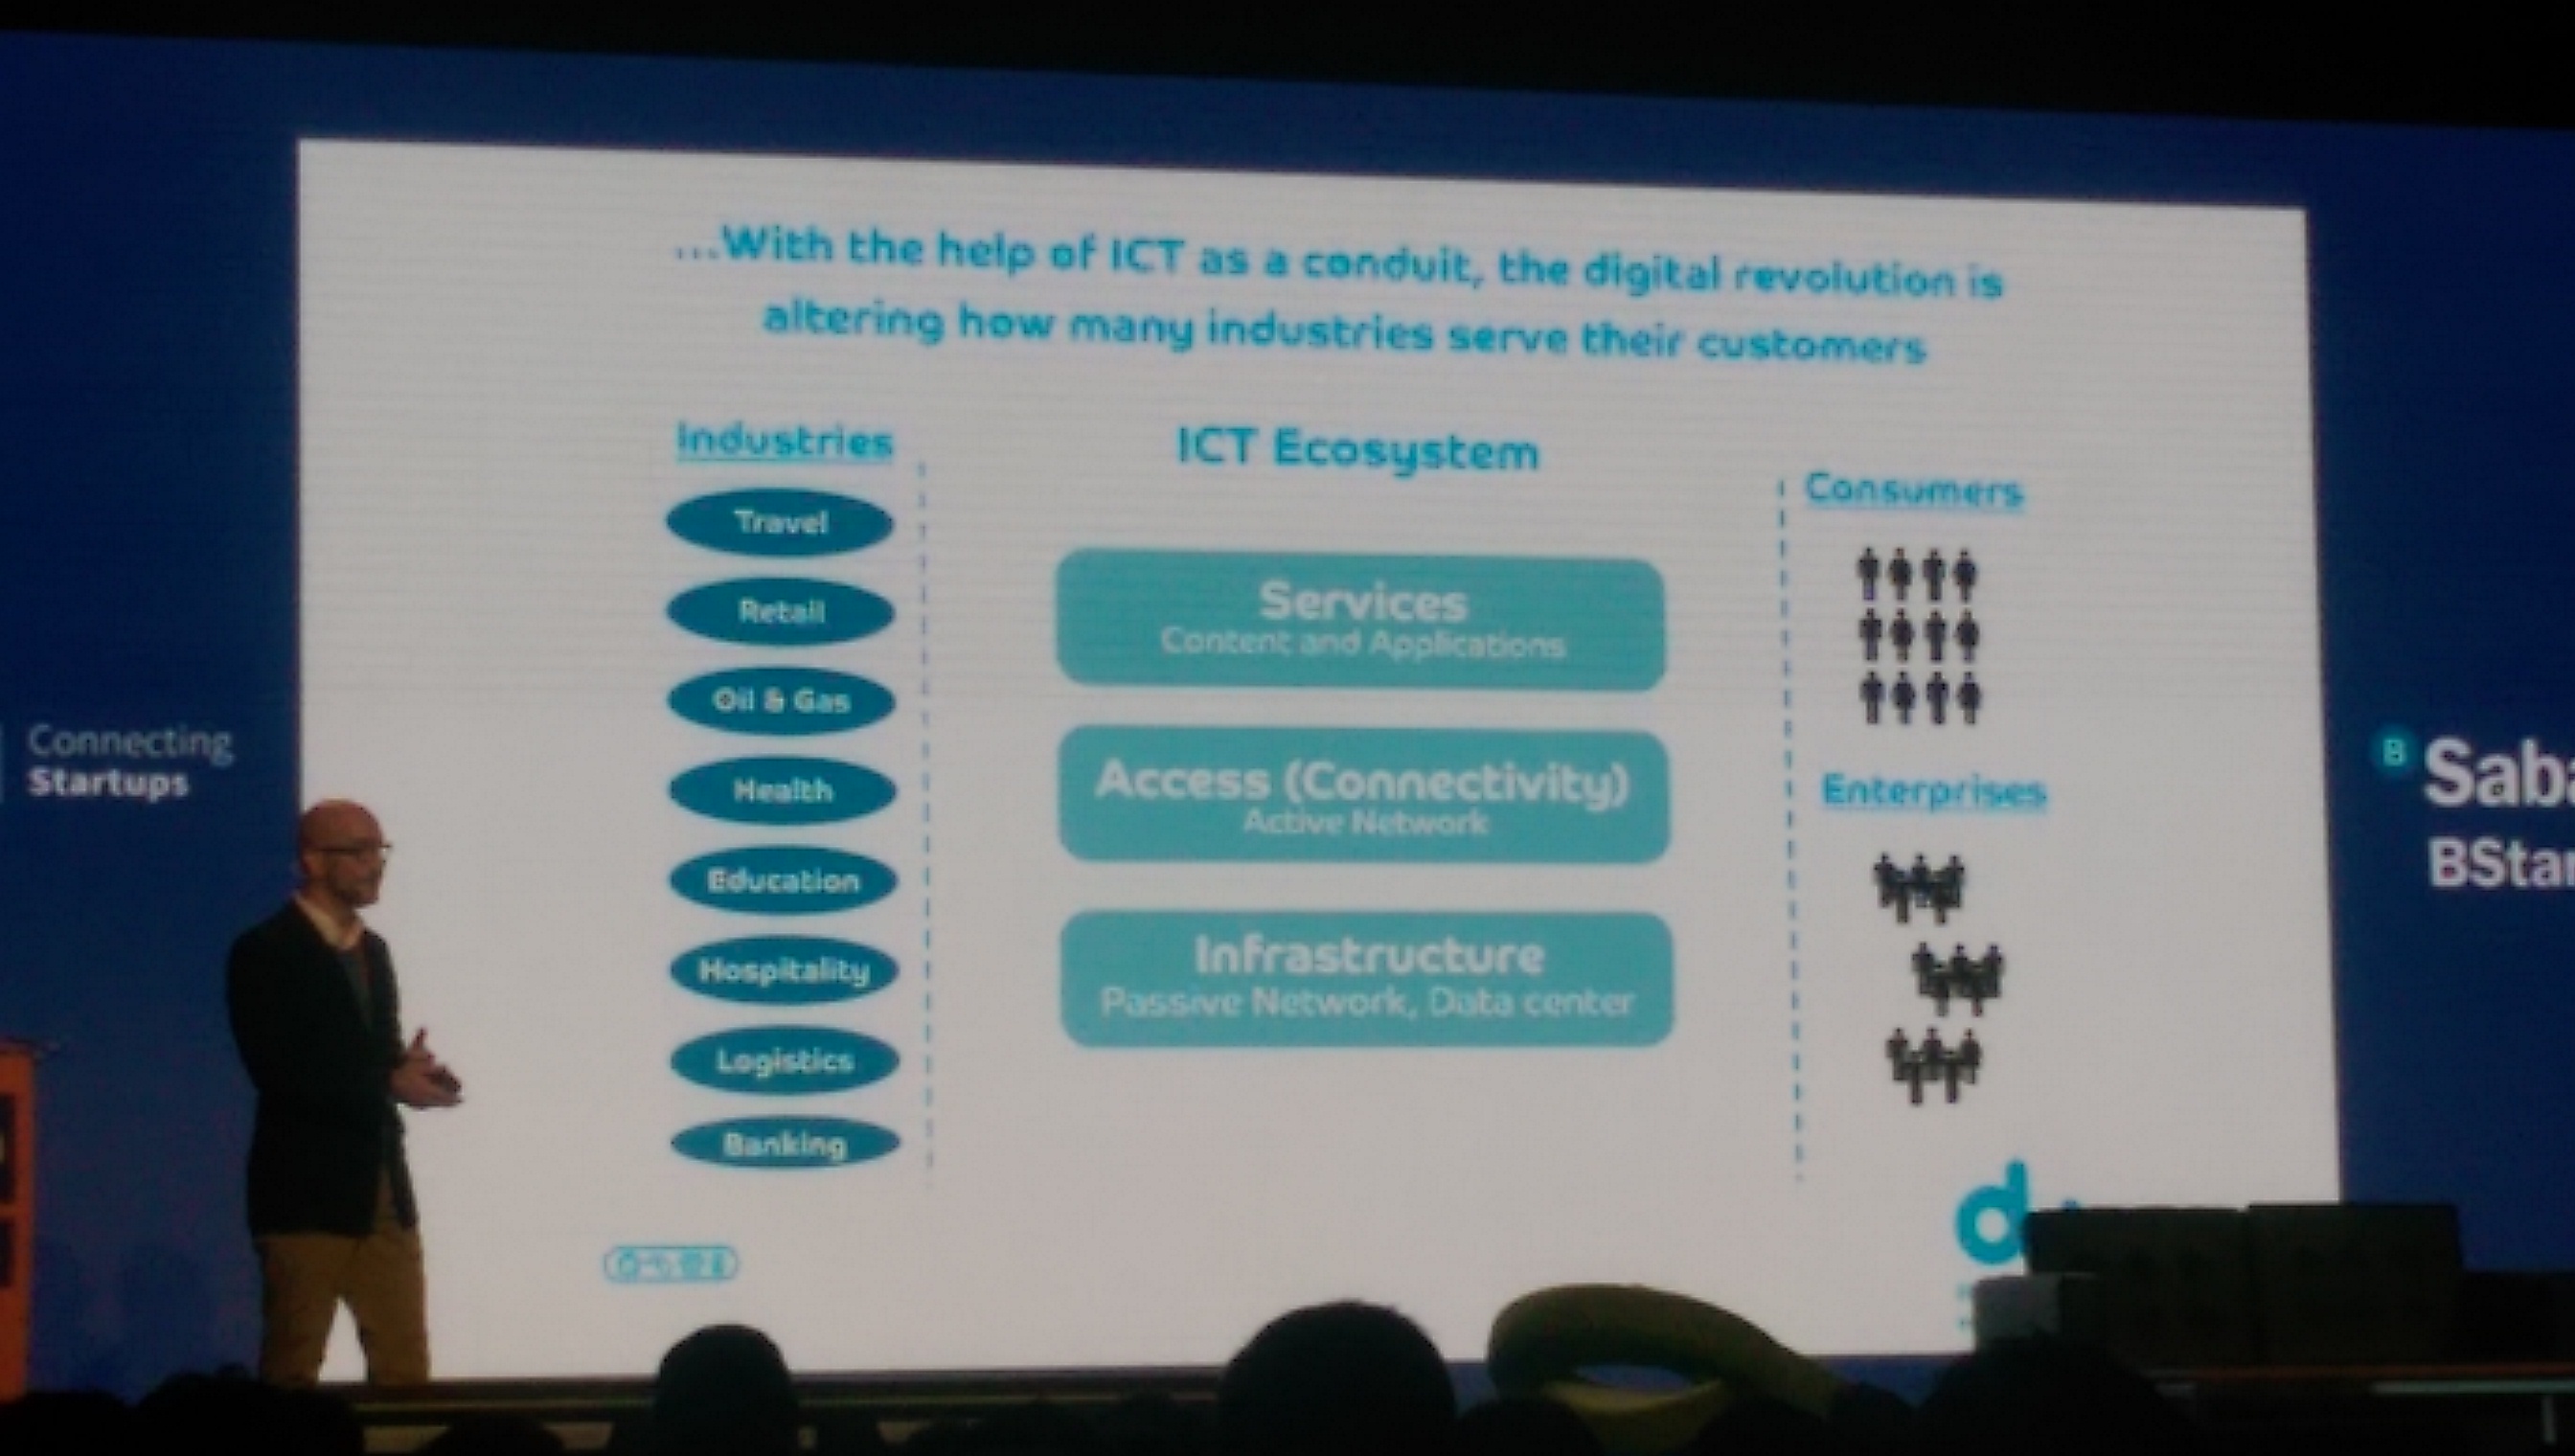 ...With the help of ICT as a conduit, the digital revolution is
altering how many industries serve their customers
Industries
Travel
Retail
Oil & Gas
Health
Education
Hospitality
Logistics
Banking
ICT Ecosystem
Services
Content and Applications
Access (Connectivity)
Active Network
Infrastructure
Passive Network, Data center
Consumers
Enterprises
d
Connecting
Startups
B Saba
BStar